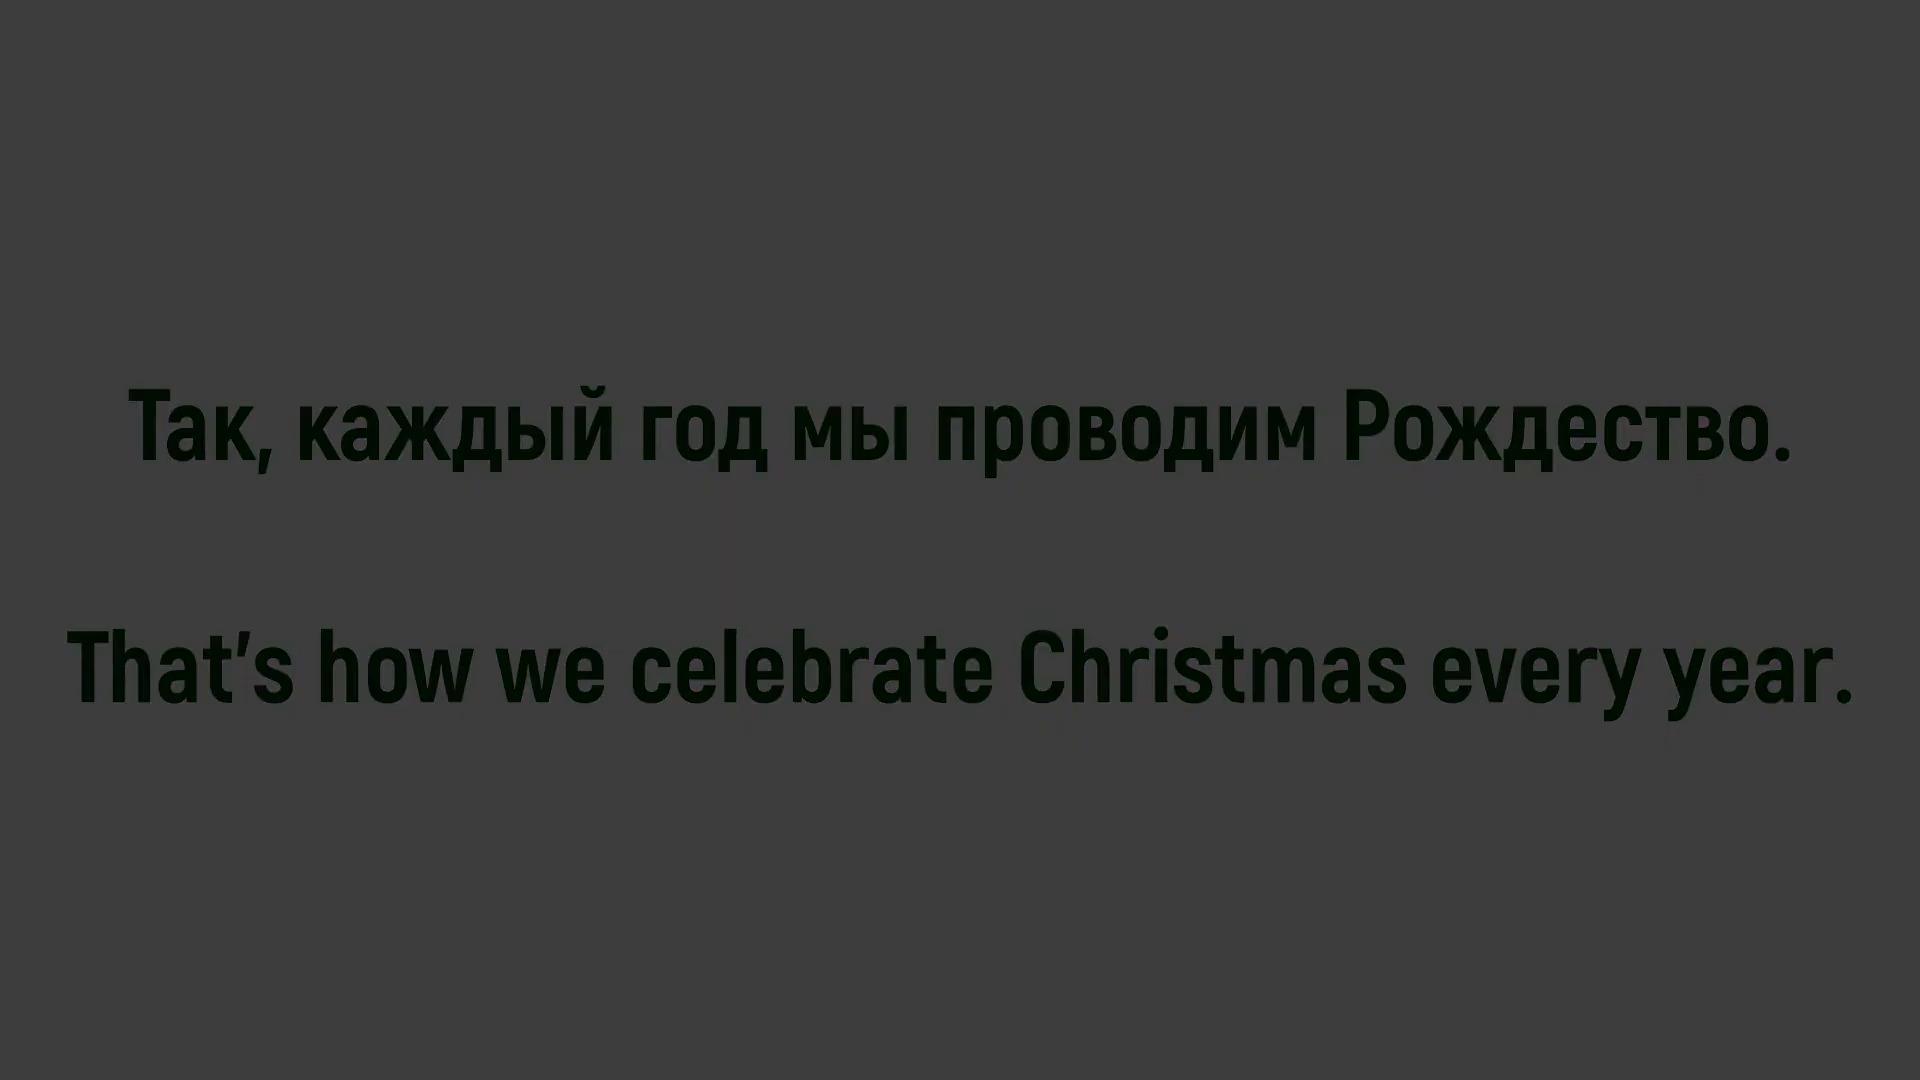 Так, каждый год мы проводим Рождество.
That's how we celebrate Christmas every year.